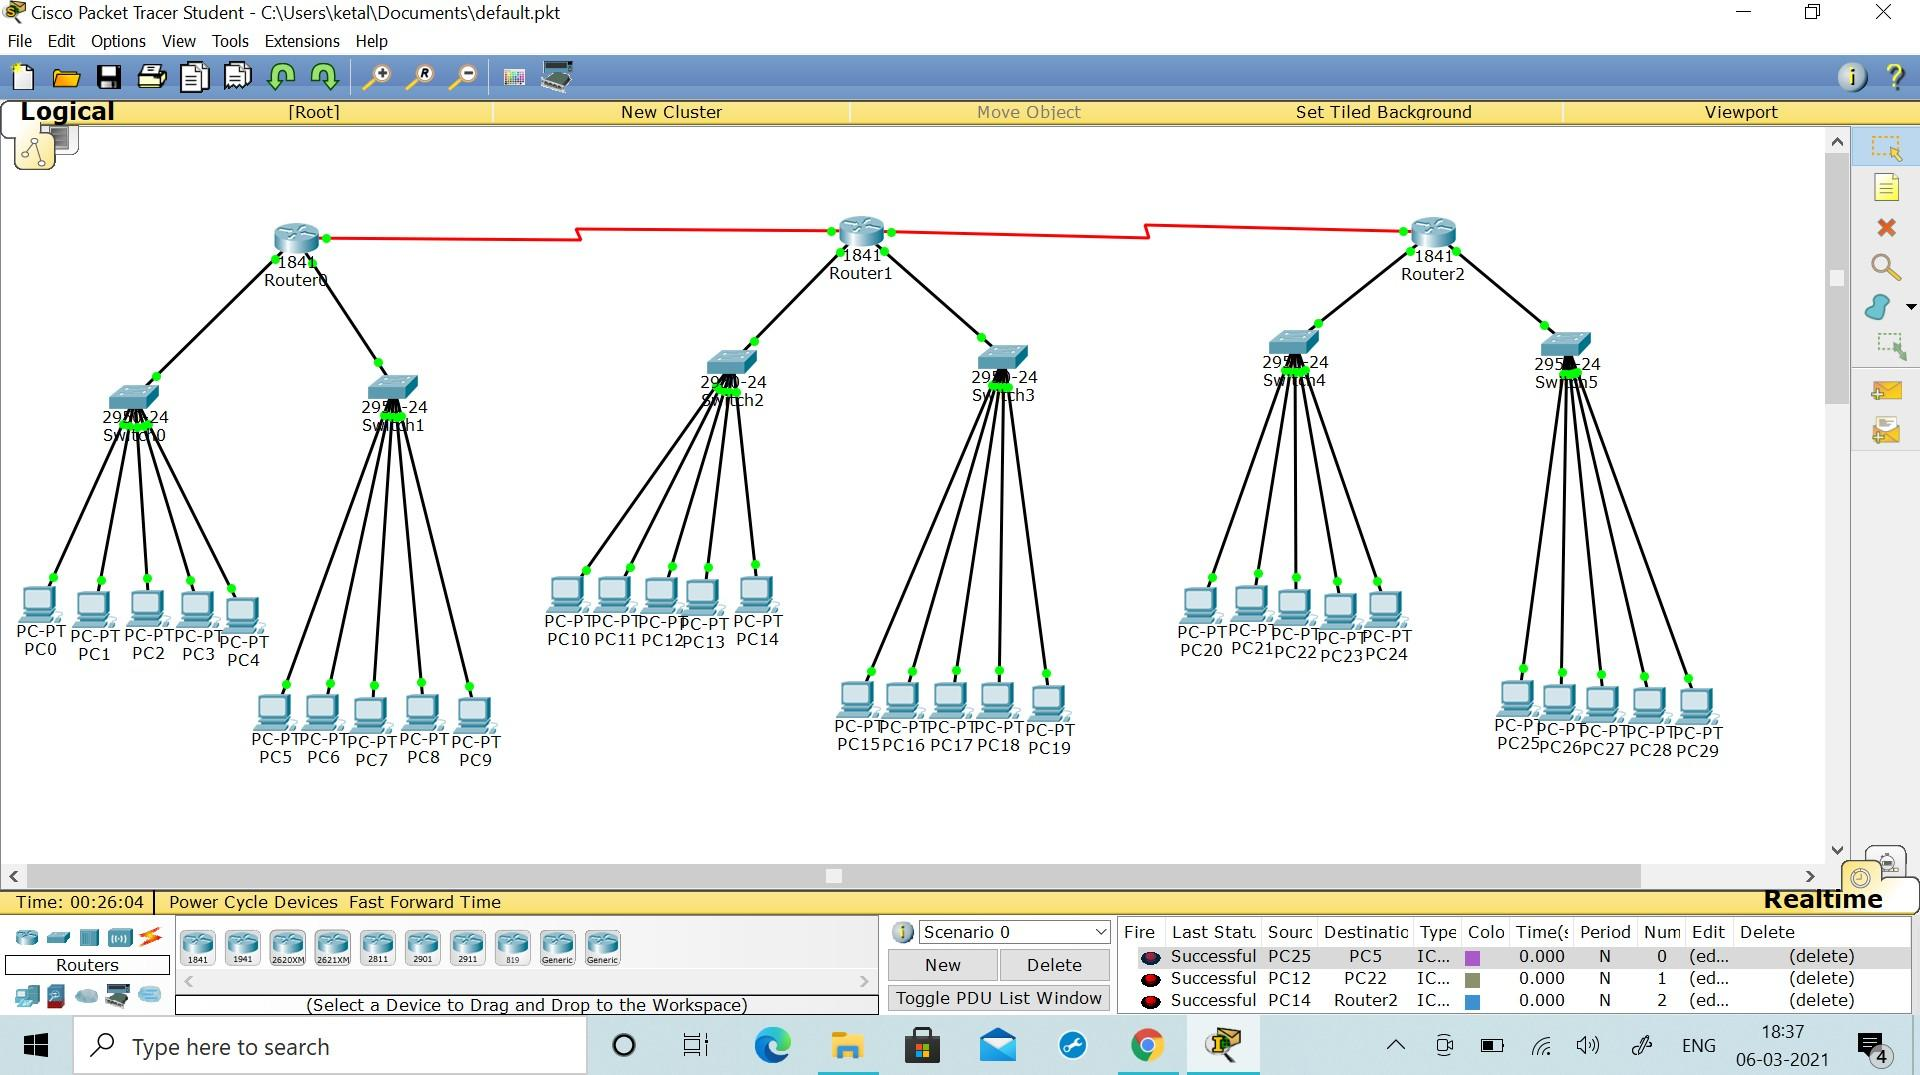 Cisco Packet Tracer Student - C:\Users\ketal\Documents\default.pkt
File Edit Options View Tools Extensions Help
Logical [Root] New Cluster Move Object Set Tiled Background Viewport
1841
Router0
1841
Router1
1841
Router2
2950-24
Switch0
2950-24
Switch1
2950-24
Switch2
2950-24
Switch3
2950-24
Switch4
2950-24
Switch5
PC-PT
PC0
PC-PT
PC1
PC-PT
PC2
PC-PT
PC3
PC-PT
PC4
PC-PT
PC5
PC-PT
PC6
PC-PT
PC7
PC-PT
PC8
PC-PT
PC9
PC-PT
PC10
PC-PT
PC11
PC-PT
PC12
PC-PT
PC13
PC-PT
PC14
PC-PT
PC15
PC-PT
PC16
PC-PT
PC17
PC-PT
PC18
PC-PT
PC19
PC-PT
PC20
PC-PT
PC21
PC-PT
PC22
PC-PT
PC23
PC-PT
PC24
PC-PT
PC25
PC-PT
PC26
PC-PT
PC27
PC-PT
PC28
PC-PT
PC29
Time: 00:26:04 Power Cycle Devices Fast Forward Time Realtime
Routers
1841 1941 2620XM 2621XM 2811 2901 2911 819 Generic Generic
(Select a Device to Drag and Drop to the Workspace)
Scenario 0
New Delete
Toggle PDU List Window
Fire Last Statu Sourc Destinatio Type Colo Time(s Period Num Edit Delete
Successful PC25 PC5 IC... 0.000 N 0 (ed... (delete)
Successful PC12 PC22 IC... 0.000 N 1 (ed... (delete)
Successful PC14 Router2 IC... 0.000 N 2 (ed... (delete)
Type here to search
ENG
18:37
06-03-2021
4